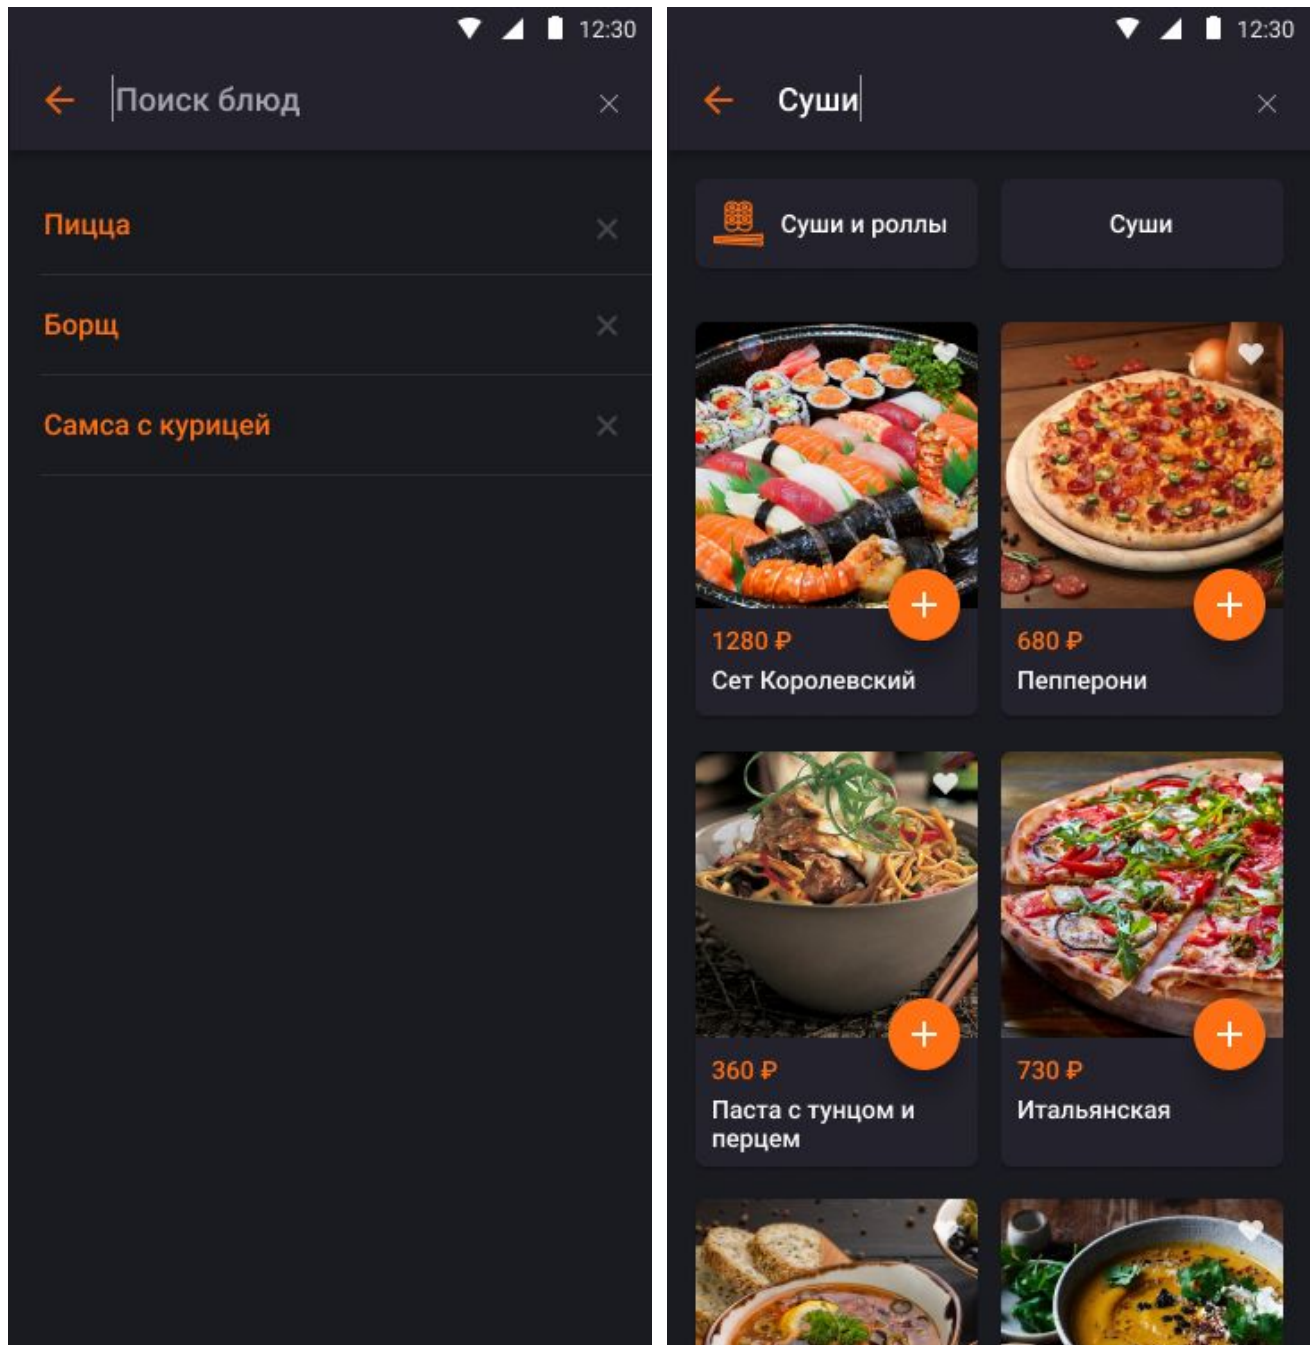 12:30
Поиск блюд
Пицца
Борщ
Самса с курицей
12:30
Суши
Суши и роллы
Суши
1280 ₽
Сет Королевский
680 ₽
Пепперони
360 ₽
Паста с тунцом и
перцем
730 ₽
Итальянская